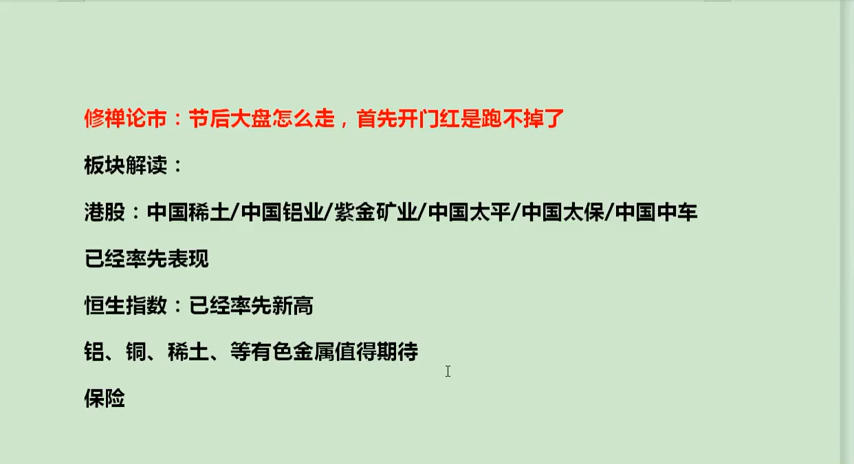 修禅论市：节后大盘怎么走，首先开门红是跑不掉了
板块解读：
港股：中国稀土/中国铝业/紫金矿业/中国太平/中国太保/中国中车
已经率先表现
恒生指数：已经率先新高
铝、铜、稀土、等有色金属值得期待
保险